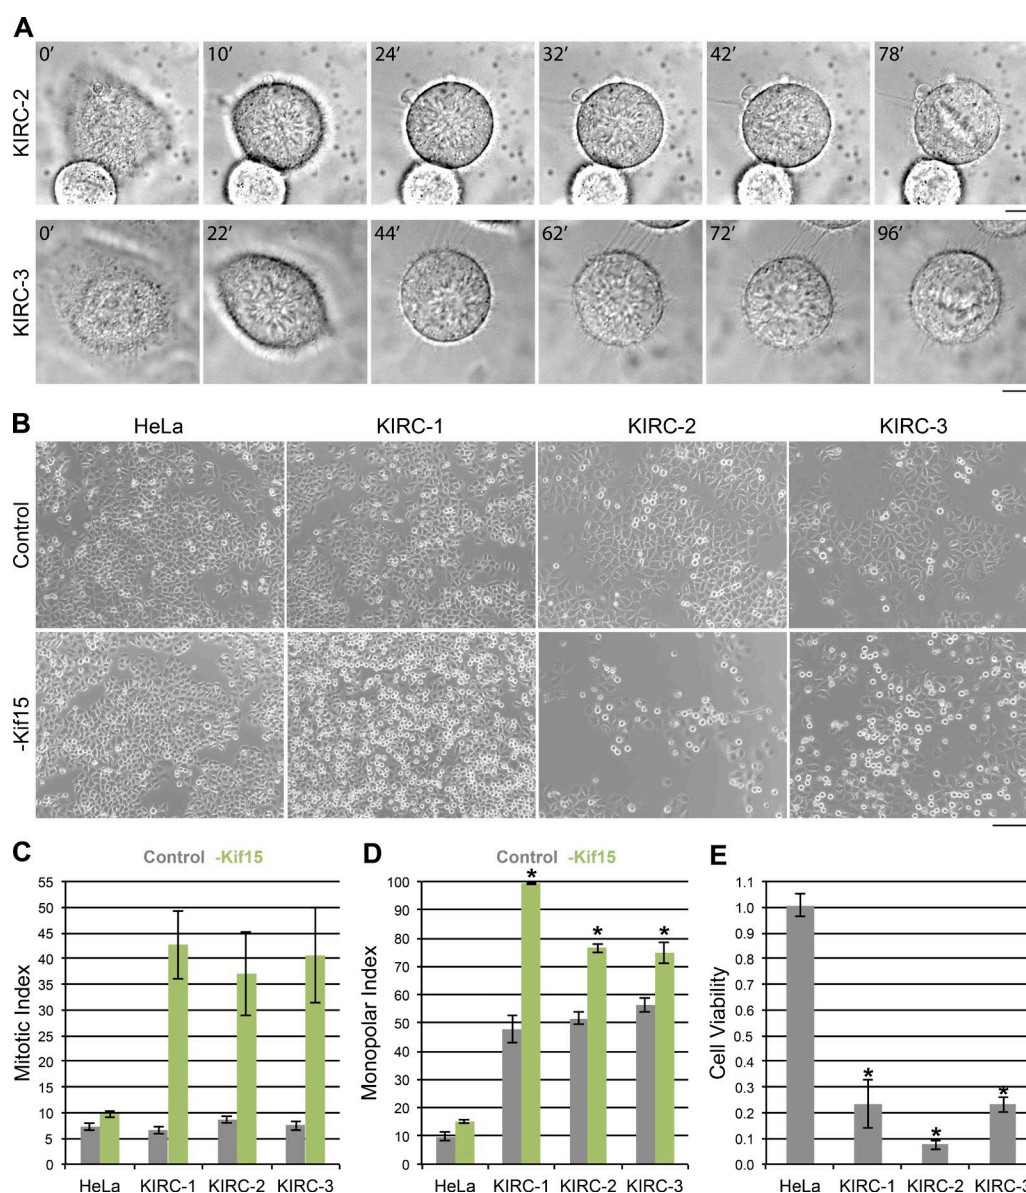 A
KIRC-2
0′ 10′ 24′ 32′ 42′ 78′
KIRC-3
0′ 22′ 44′ 62′ 72′ 96′
B
HeLa KIRC-1 KIRC-2 KIRC-3
Control
-Kif15
C
Control -Kif15
Mitotic Index
55
50
45
40
35
30
25
20
15
10
5
0
HeLa KIRC-1 KIRC-2 KIRC-3
D
Control -Kif15
Monopolar Index
100
90
80
70
60
50
40
30
20
10
0
* * *
HeLa KIRC-1 KIRC-2 KIRC-3
E
Cell Viability
1.1
1.0
0.9
0.8
0.7
0.6
0.5
0.4
0.3
0.2
0.1
0.0
* * *
HeLa KIRC-1 KIRC-2 KIRC-3